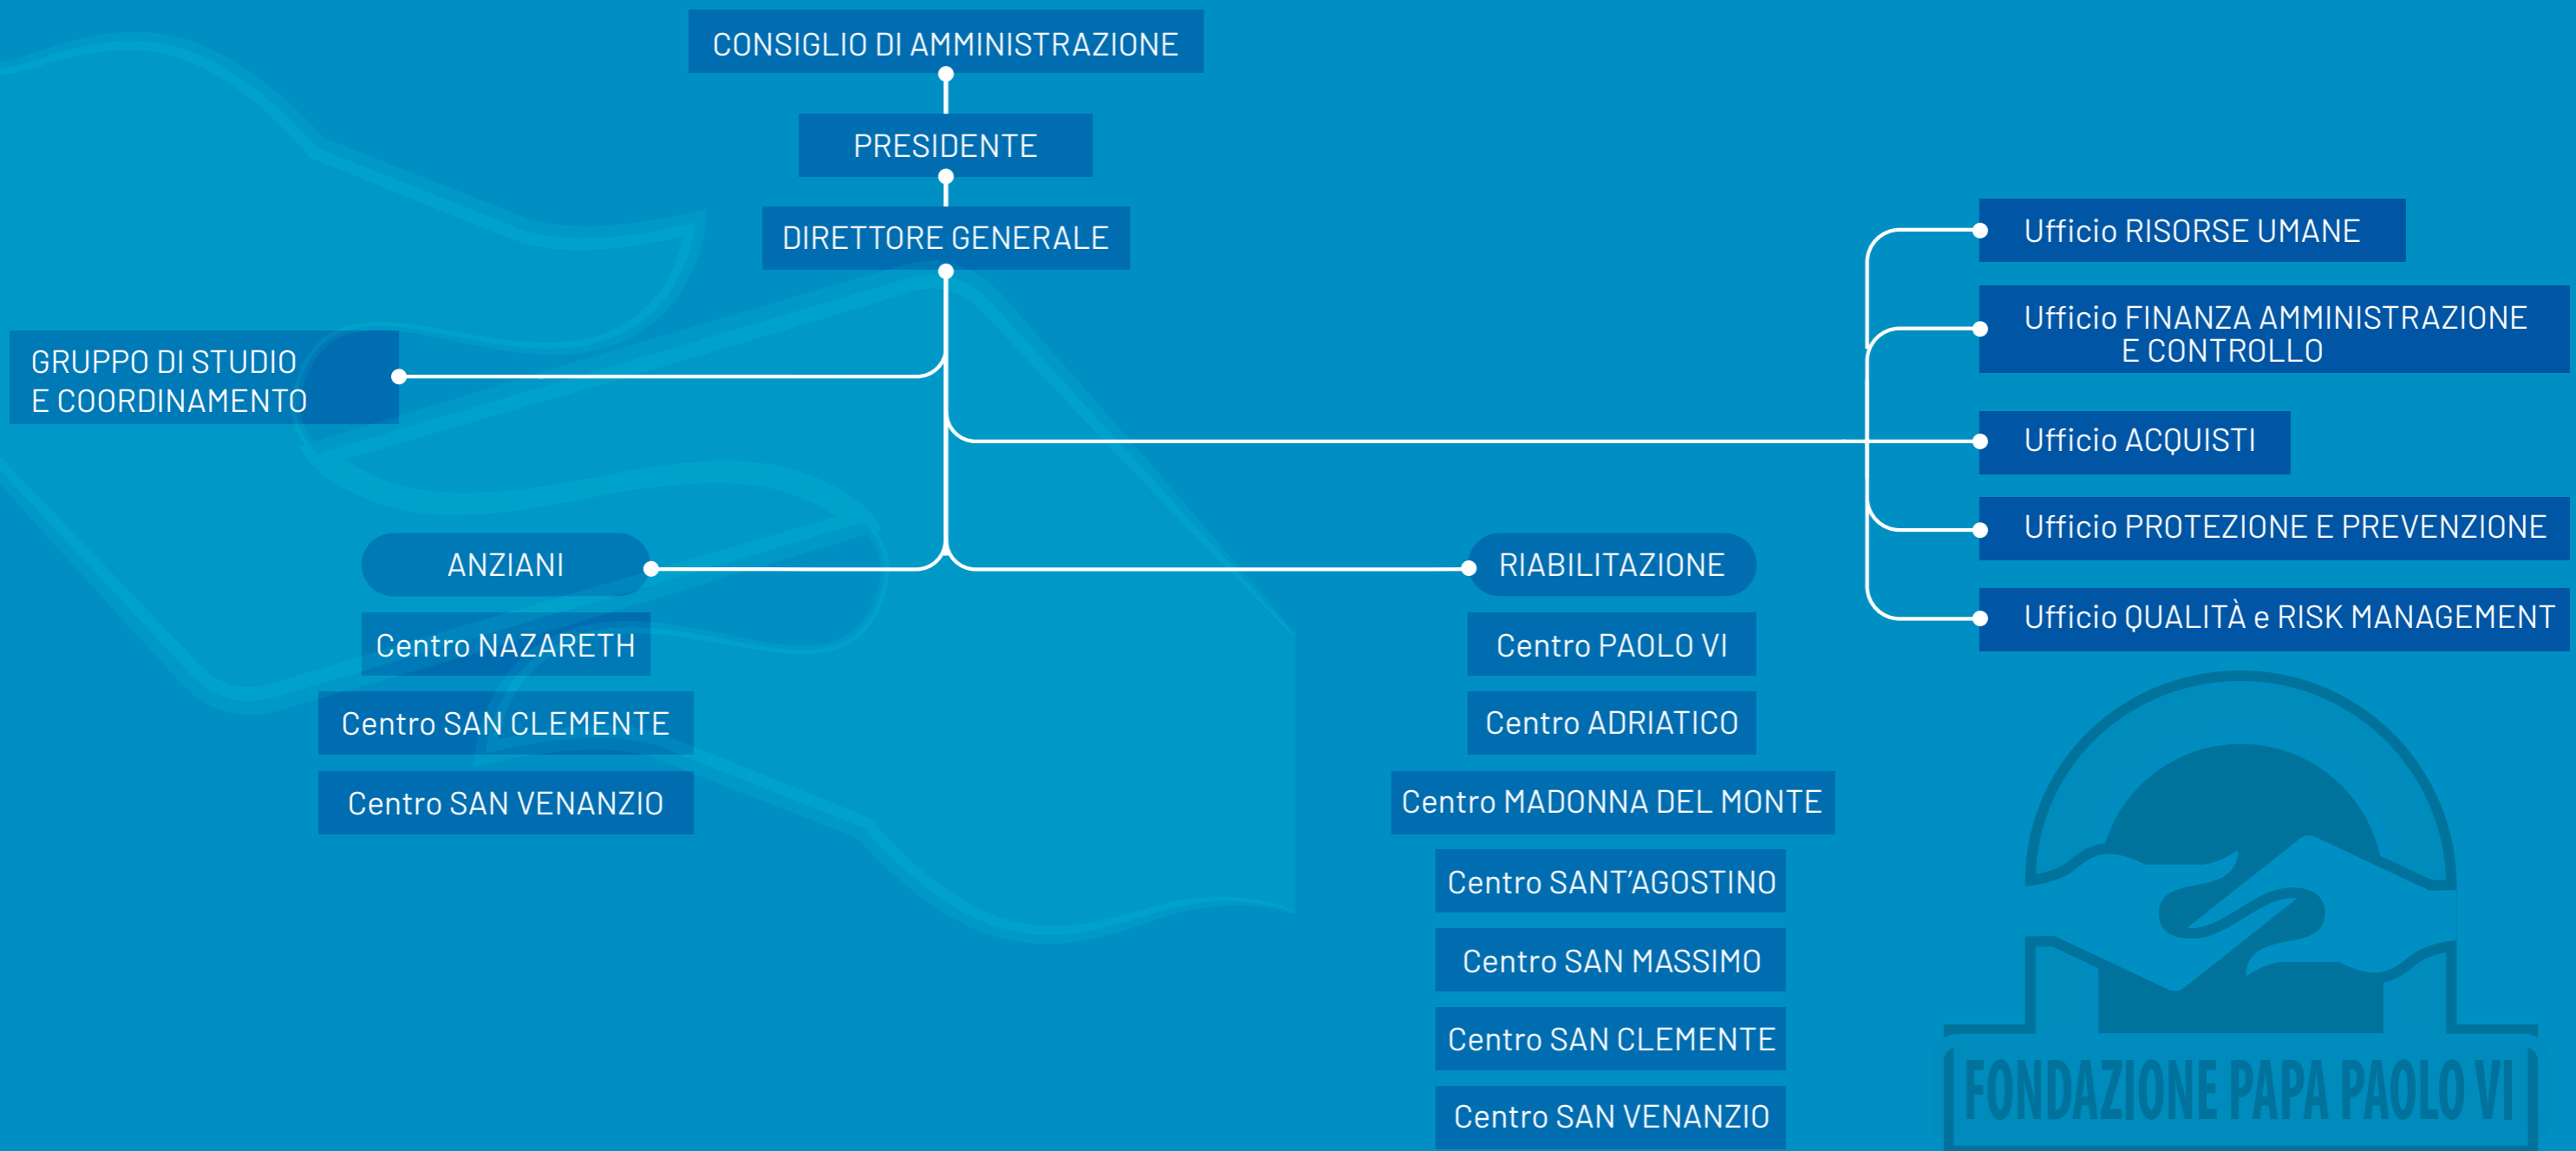 CONSIGLIO DI AMMINISTRAZIONE
PRESIDENTE
DIRETTORE GENERALE
GRUPPO DI STUDIO
E COORDINAMENTO
Ufficio RISORSE UMANE
Ufficio FINANZA AMMINISTRAZIONE
E CONTROLLO
Ufficio ACQUISTI
Ufficio PROTEZIONE E PREVENZIONE
Ufficio QUALITÀ e RISK MANAGEMENT
ANZIANI
Centro NAZARETH
Centro SAN CLEMENTE
Centro SAN VENANZIO
RIABILITAZIONE
Centro PAOLO VI
Centro ADRIATICO
Centro MADONNA DEL MONTE
Centro SANT'AGOSTINO
Centro SAN MASSIMO
Centro SAN CLEMENTE
Centro SAN VENANZIO
FONDAZIONE PAPA PAOLO VI